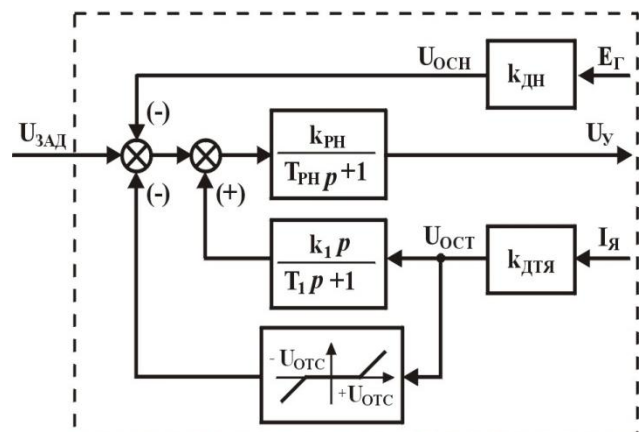 U_ОСН
k_ДН
E_Г
(-)
U_ЗАД
k_РН
T_РН p +1
U_У
(-)
(+)
k_1 p
T_1 p +1
U_ОСТ
k_ДТЯ
I_Я
- U_ОТС
+U_ОТС